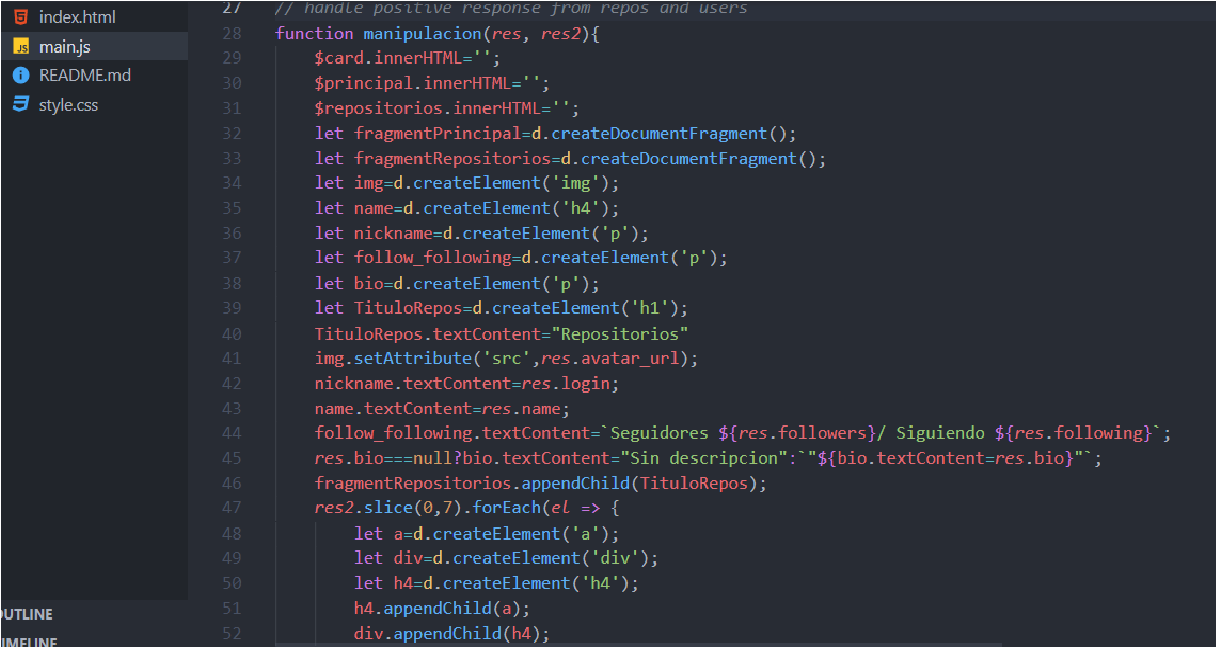 index.html
main.js
README.md
style.css
OUTLINE
TIMELINE
27 // handle positive response from repos and users
28 function manipulacion(res, res2){
29 $card.innerHTML='';
30 $principal.innerHTML='';
31 $repositorios.innerHTML='';
32 let fragmentPrincipal=d.createDocumentFragment();
33 let fragmentRepositorios=d.createDocumentFragment();
34 let img=d.createElement('img');
35 let name=d.createElement('h4');
36 let nickname=d.createElement('p');
37 let follow_following=d.createElement('p');
38 let bio=d.createElement('p');
39 let TituloRepos=d.createElement('h1');
40 TituloRepos.textContent="Repositorios"
41 img.setAttribute('src',res.avatar_url);
42 nickname.textContent=res.login;
43 name.textContent=res.name;
44 follow_following.textContent=`Seguidores ${res.followers}/ Siguiendo ${res.following}`;
45 res.bio===null?bio.textContent="Sin descripcion":`"${bio.textContent=res.bio}"`;
46 fragmentRepositorios.appendChild(TituloRepos);
47 res2.slice(0,7).forEach(el => {
48 let a=d.createElement('a');
49 let div=d.createElement('div');
50 let h4=d.createElement('h4');
51 h4.appendChild(a);
52 div.appendChild(h4);